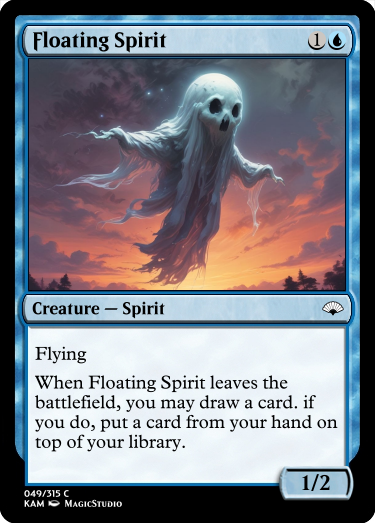 Floating Spirit 1
Creature — Spirit
Flying
When Floating Spirit leaves the
battlefield, you may draw a card. if
you do, put a card from your hand on
top of your library.
1/2
049/315 C
KAM MagicStudio